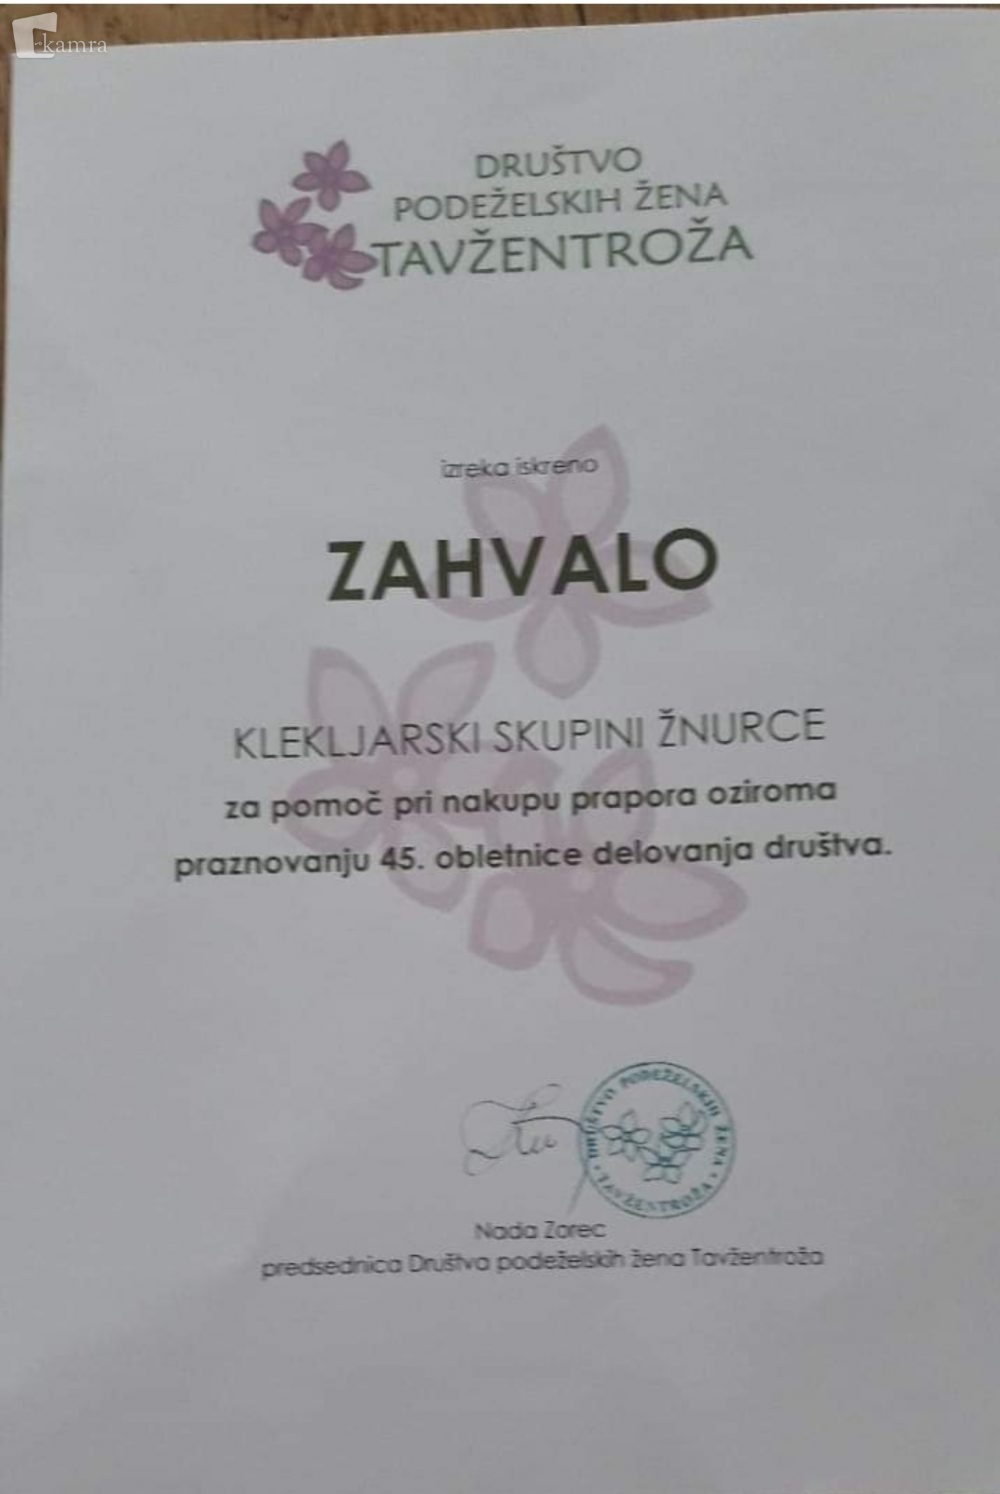 kamra
DRUŠTVO
PODEŽELSKIH ŽENA
TAVŽENTROŽA
izreka iskreno
ZAHVALO
KLEKLJARSKI SKUPINI ŽNURCE
za pomoč pri nakupu prapora oziroma
praznovanju 45. obletnice delovanja društva.
DRUŠTVO PODEŽELSKIH ŽENA
TAVŽENTROŽA
Nada Zorec
predsednica Društva podeželskih žena Tavžentroža